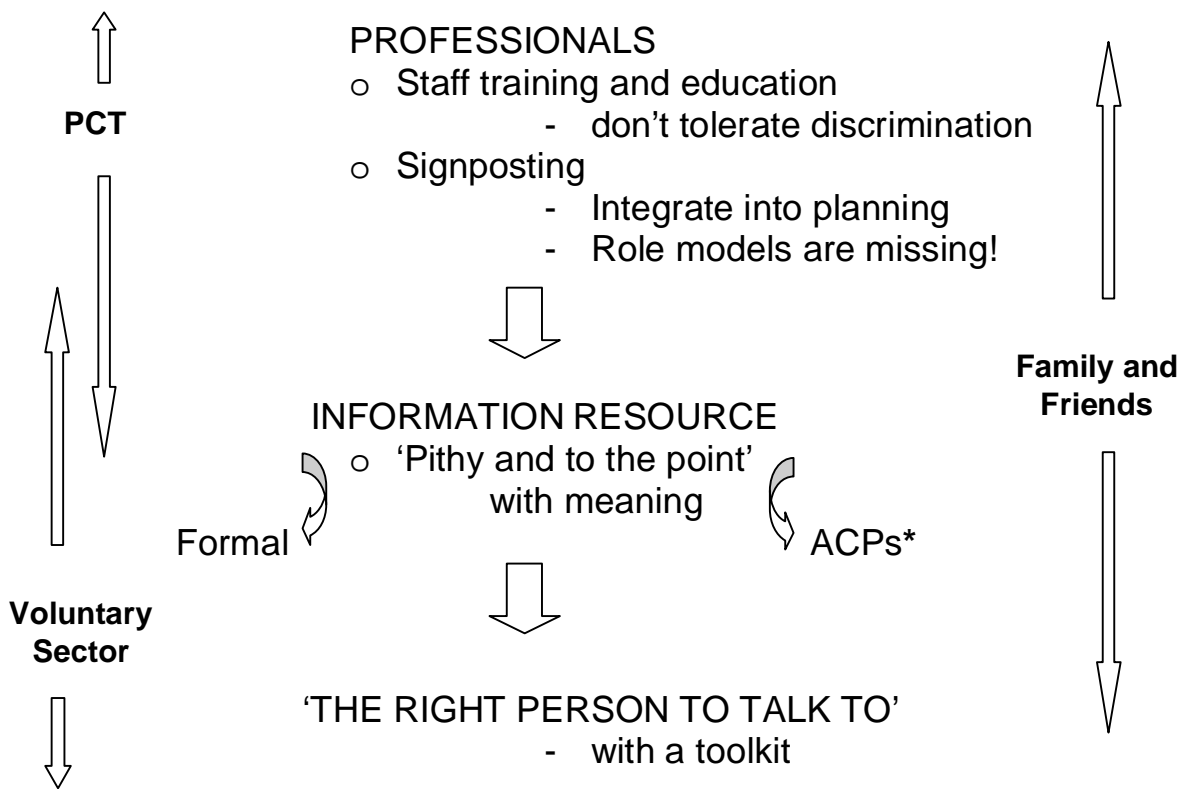 PROFESSIONALS
o Staff training and education
- don't tolerate discrimination
PCT
o Signposting
- Integrate into planning
- Role models are missing!
Family and
Friends
INFORMATION RESOURCE
o ‘Pithy and to the point’
with meaning
Formal
ACPs*
Voluntary
Sector
‘THE RIGHT PERSON TO TALK TO’
- with a toolkit